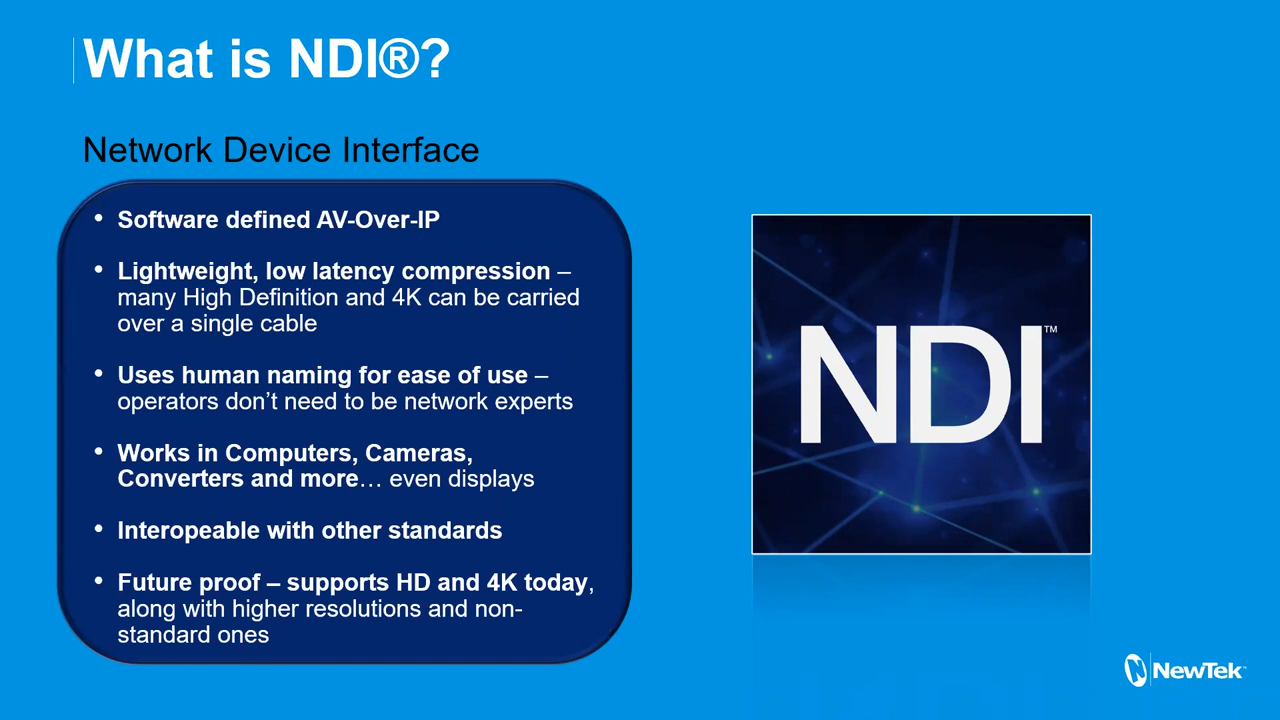 What is NDI®?
Network Device Interface
• Software defined AV-Over-IP
• Lightweight, low latency compression –
many High Definition and 4K can be carried
over a single cable
• Uses human naming for ease of use –
operators don’t need to be network experts
• Works in Computers, Cameras,
Converters and more… even displays
• Interopeable with other standards
• Future proof – supports HD and 4K today,
along with higher resolutions and non-
standard ones
NDI™
NewTek™